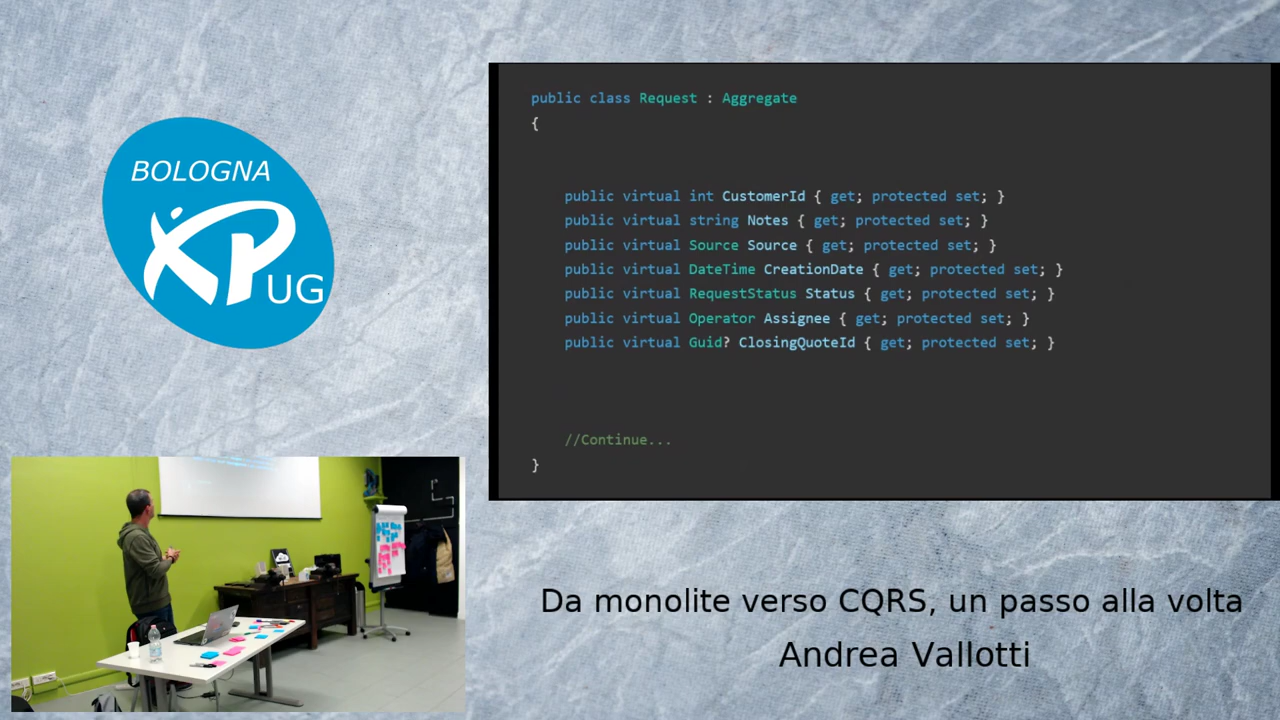 BOLOGNA
XP
UG
public class Request : Aggregate
{
public virtual int CustomerId { get; protected set; }
public virtual string Notes { get; protected set; }
public virtual Source Source { get; protected set; }
public virtual DateTime CreationDate { get; protected set; }
public virtual RequestStatus Status { get; protected set; }
public virtual Operator Assignee { get; protected set; }
public virtual Guid? ClosingQuoteId { get; protected set; }
//Continue...
}
Da monolite verso CQRS, un passo alla volta
Andrea Vallotti